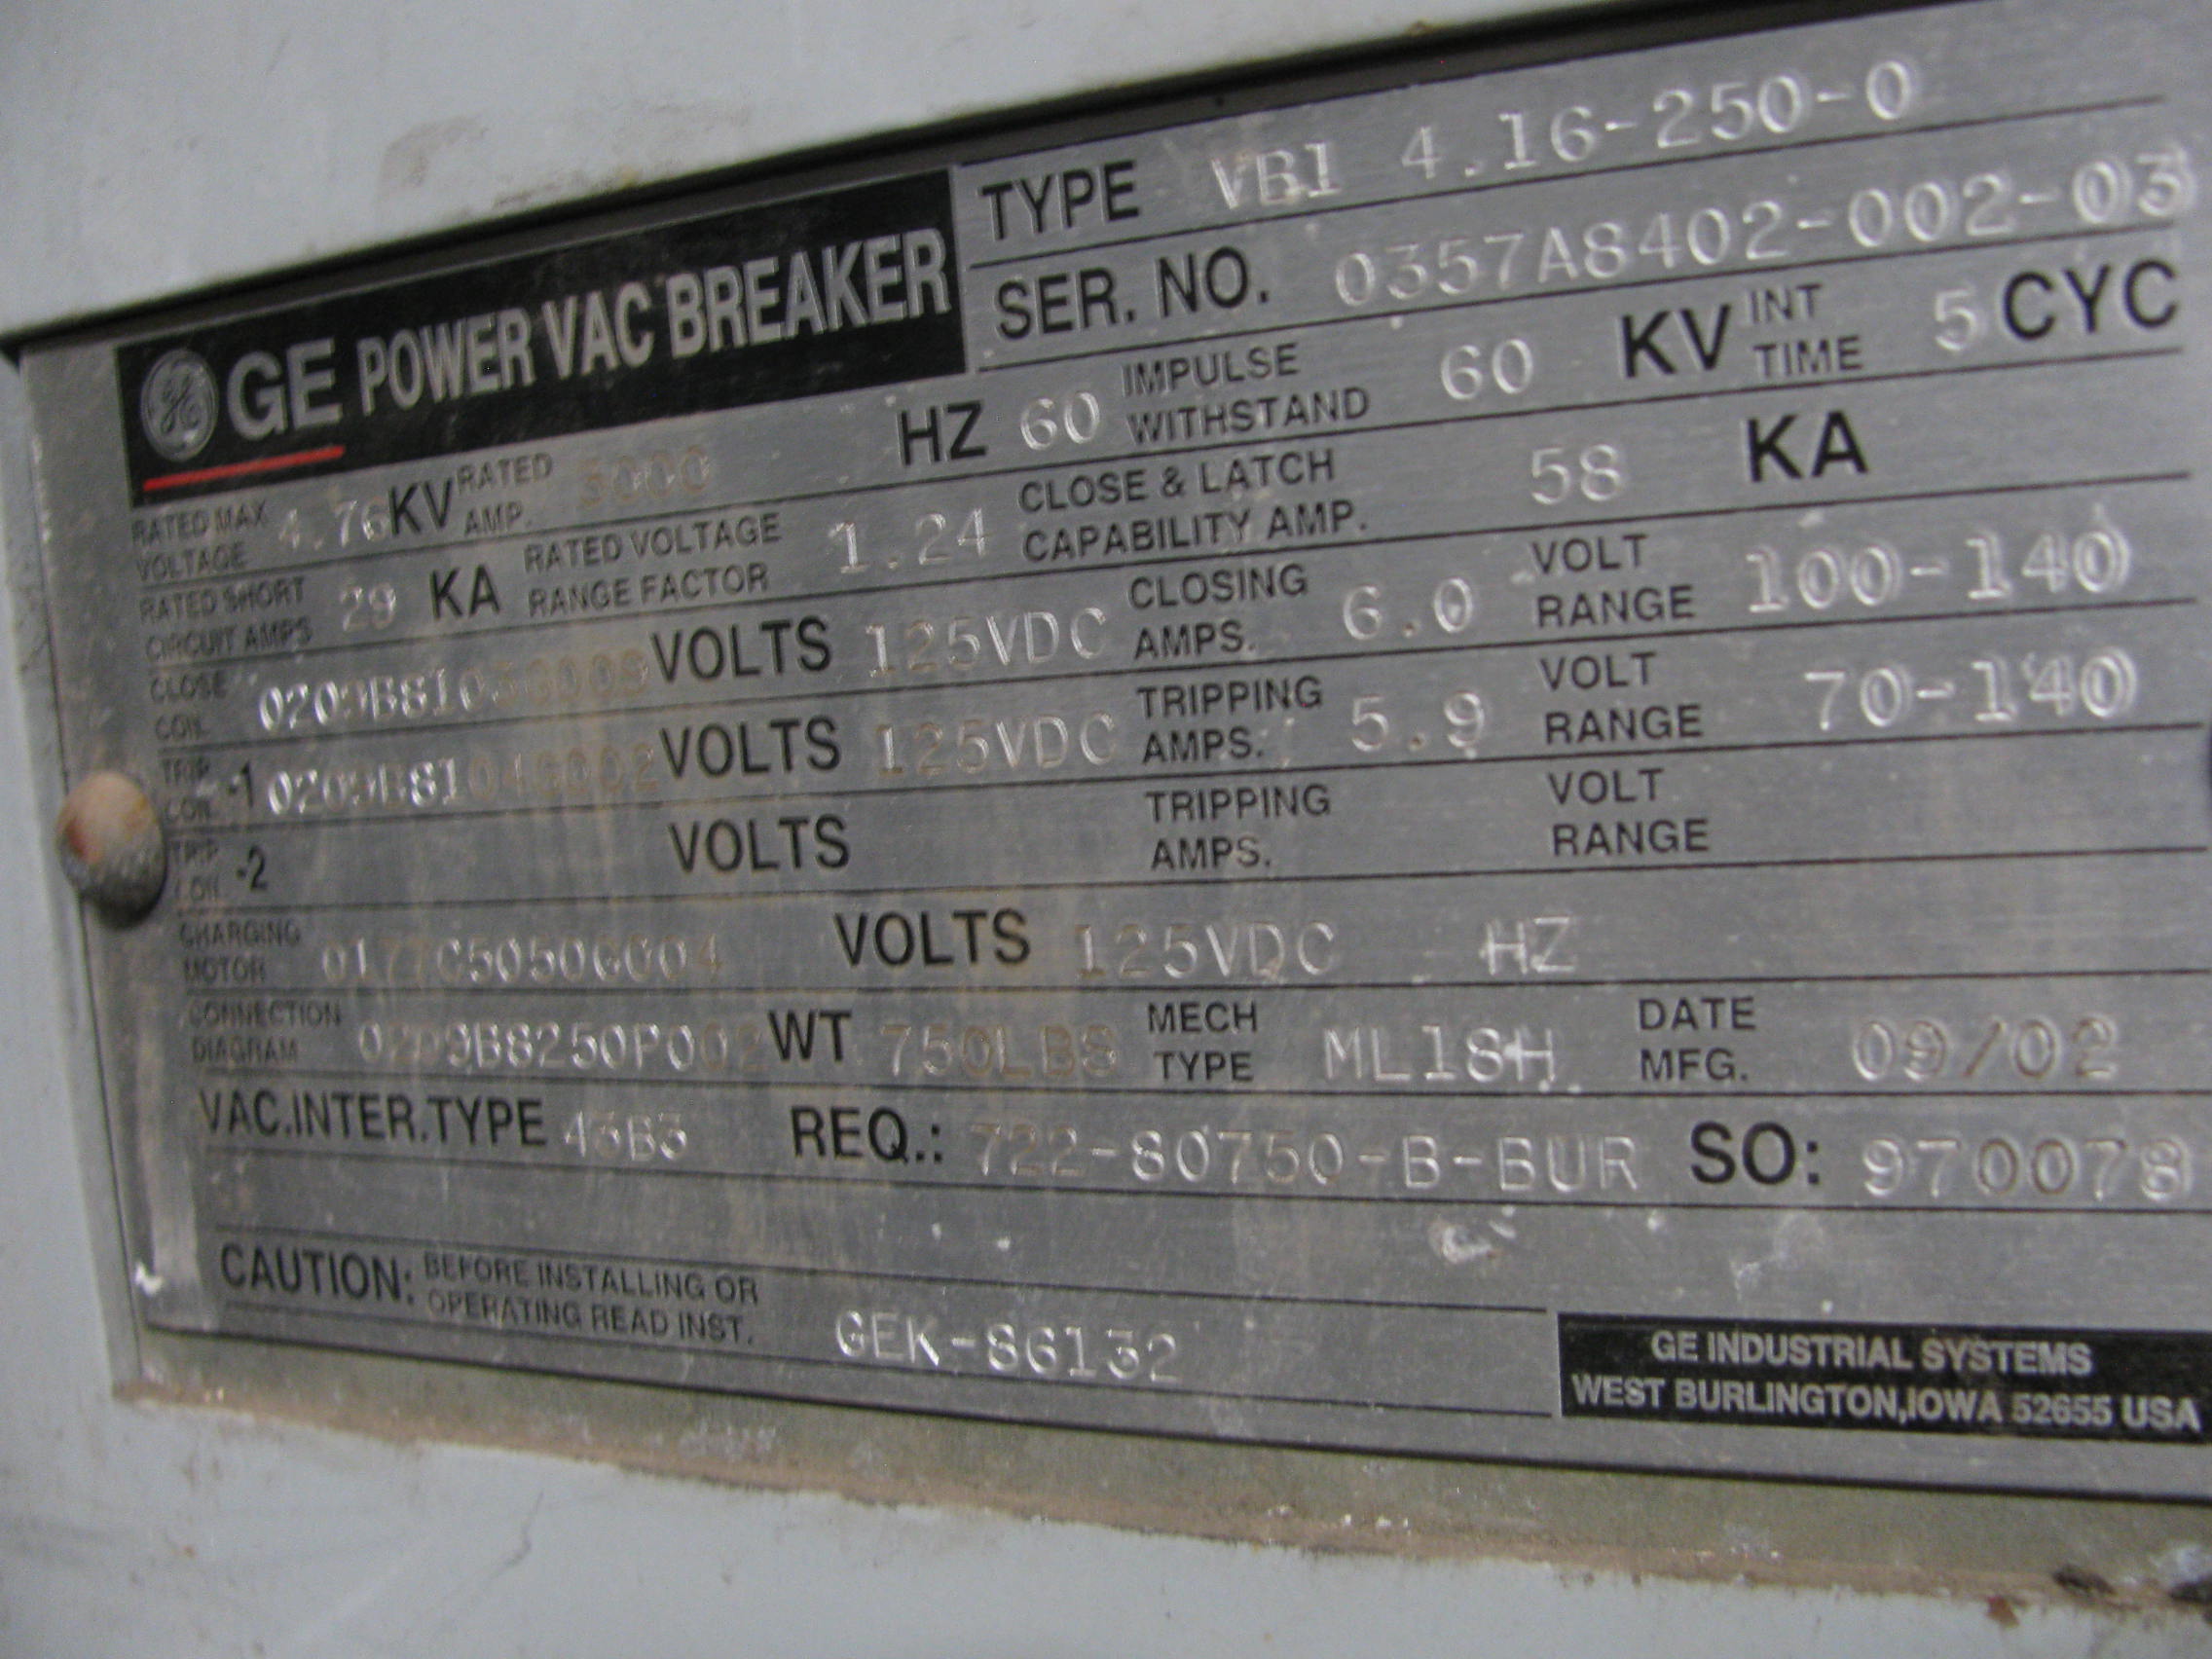 GE POWER VAC BREAKER
TYPE VB1 4.16-250-0
SER. NO. 0357A8402-002-03
RATED MAX VOLTAGE 4.76 KV RATED AMP. 3000 HZ 60 IMPULSE WITHSTAND 60 KV INT TIME 5 CYC
RATED SHORT CIRCUIT AMPS 29 KA RATED VOLTAGE RANGE FACTOR 1.24 CLOSE & LATCH CAPABILITY AMP. 58 KA
CLOSE COIL VOLTS 125VDC CLOSING AMPS. 6.0 VOLT RANGE 100-140
TRIP COIL -1 VOLTS 125VDC TRIPPING AMPS. 5.9 VOLT RANGE 70-140
TRIP COIL -2 VOLTS TRIPPING AMPS. VOLT RANGE
CHARGING MOTOR 0177C5050G004 VOLTS 125VDC HZ
CONNECTION DIAGRAM 0209B8250P002 WT 750LBS MECH TYPE ML18H DATE MFG. 09/02
VAC.INTER.TYPE 43B3 REQ.: 722-80750-B-BUR SO: 970078
CAUTION: BEFORE INSTALLING OR
OPERATING READ INST. GEK-86132
GE INDUSTRIAL SYSTEMS
WEST BURLINGTON,IOWA 52655 USA